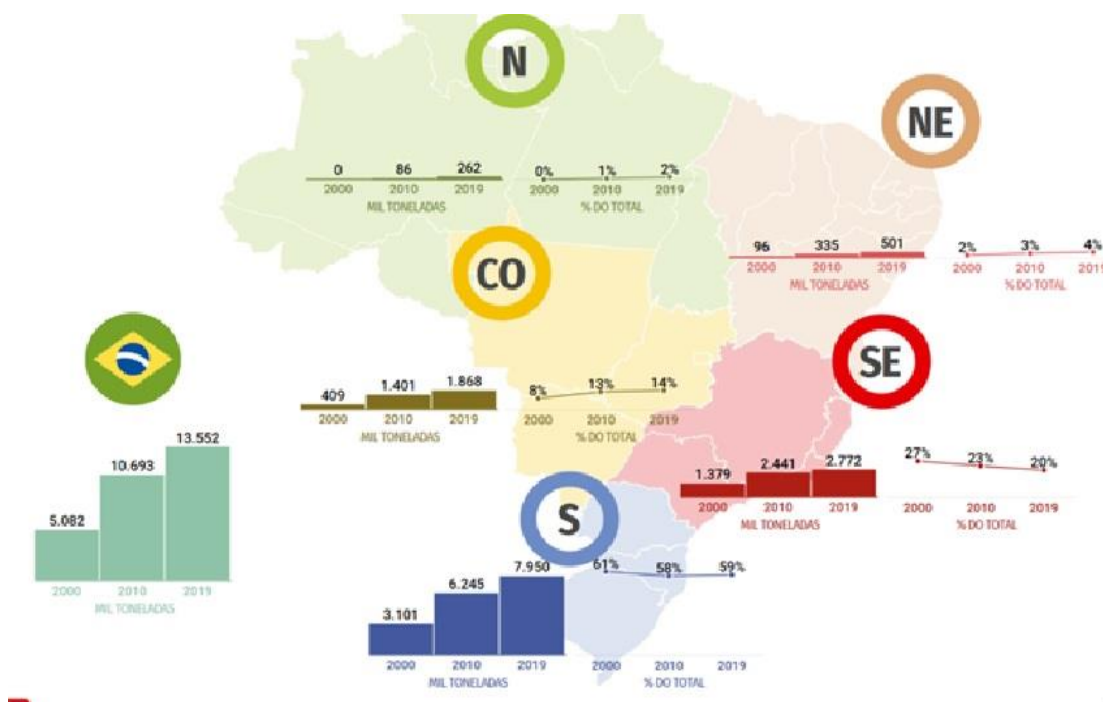 N
0 86 262
2000 2010 2019
MIL TONELADAS
0% 1% 2%
2000 2010 2019
% DO TOTAL
NE
96 335 501
2000 2010 2019
MIL TONELADAS
2% 3% 4%
2000 2010 2019
% DO TOTAL
CO
409 1.401 1.868
2000 2010 2019
MIL TONELADAS
8% 13% 14%
2000 2010 2019
% DO TOTAL
SE
1.379 2.441 2.772
2000 2010 2019
MIL TONELADAS
27% 23% 20%
2000 2010 2019
% DO TOTAL
5.082 10.693 13.552
2000 2010 2019
MIL TONELADAS
S
3.101 6.245 7.950
2000 2010 2019
MIL TONELADAS
61% 58% 59%
2000 2010 2019
% DO TOTAL